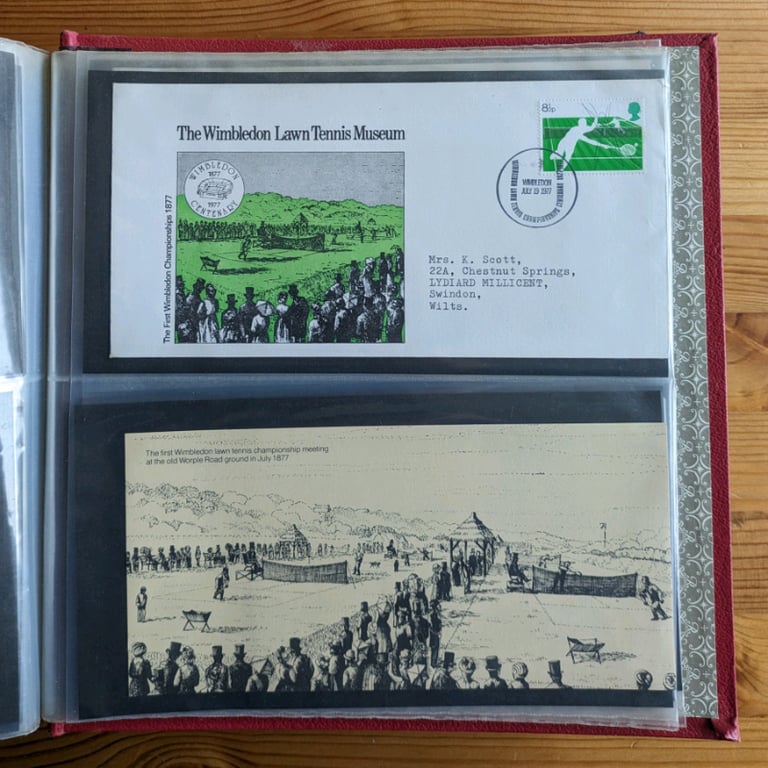 The Wimbledon Lawn Tennis Museum
WIMBLEDON
1877
1977
CENTENARY
The First Wimbledon Championships 1877
8½p
WIMBLEDON
JULY 19 1977
Mrs. K. Scott,
22A, Chestnut Springs,
LYDIARD MILLICENT,
Swindon,
Wilts.
The first Wimbledon lawn tennis championship meeting
at the old Worple Road ground in July 1877